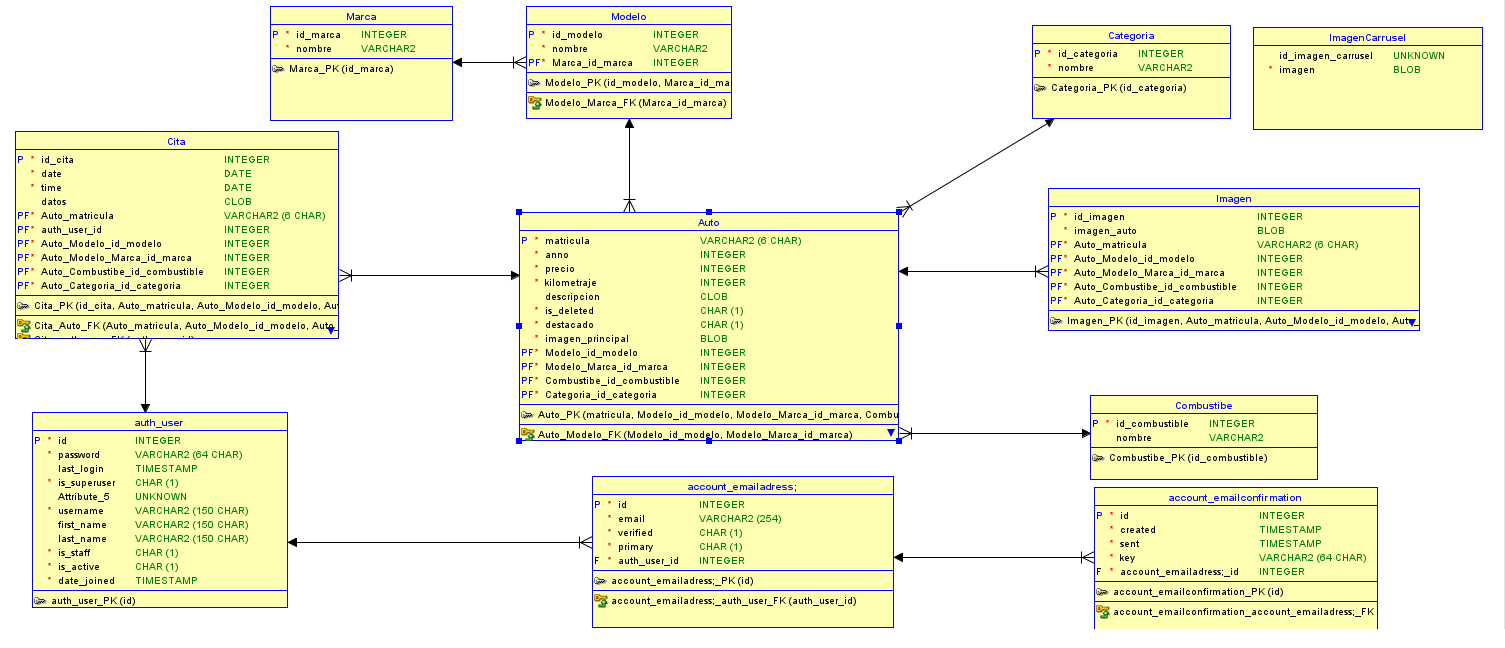 Marca
P * id_marca INTEGER
* nombre VARCHAR2
Marca_PK (id_marca)
Modelo
P * id_modelo INTEGER
* nombre VARCHAR2
PF* Marca_id_marca INTEGER
Modelo_PK (id_modelo, Marca_id_ma
Modelo_Marca_FK (Marca_id_marca)
Categoria
P * id_categoria INTEGER
* nombre VARCHAR2
Categoria_PK (id_categoria)
ImagenCarrusel
id_imagen_carrusel UNKNOWN
* imagen BLOB
Cita
P * id_cita INTEGER
* date DATE
* time DATE
datos CLOB
PF* Auto_matricula VARCHAR2 (6 CHAR)
PF* auth_user_id INTEGER
PF* Auto_Modelo_id_modelo INTEGER
PF* Auto_Modelo_Marca_id_marca INTEGER
PF* Auto_Combustibe_id_combustible INTEGER
PF* Auto_Categoria_id_categoria INTEGER
Cita_PK (id_cita, Auto_matricula, Auto_Modelo_id_modelo, Aut
Cita_Auto_FK (Auto_matricula, Auto_Modelo_id_modelo, Auto_
Auto
P * matricula VARCHAR2 (6 CHAR)
* anno INTEGER
* precio INTEGER
* kilometraje INTEGER
descripcion CLOB
* is_deleted CHAR (1)
* destacado CHAR (1)
* imagen_principal BLOB
PF* Modelo_id_modelo INTEGER
PF* Modelo_Marca_id_marca INTEGER
PF* Combustibe_id_combustible INTEGER
PF* Categoria_id_categoria INTEGER
Auto_PK (matricula, Modelo_id_modelo, Modelo_Marca_id_marca, Combu
Auto_Modelo_FK (Modelo_id_modelo, Modelo_Marca_id_marca)
Imagen
P * id_imagen INTEGER
* imagen_auto BLOB
PF* Auto_matricula VARCHAR2 (6 CHAR)
PF* Auto_Modelo_id_modelo INTEGER
PF* Auto_Modelo_Marca_id_marca INTEGER
PF* Auto_Combustibe_id_combustible INTEGER
PF* Auto_Categoria_id_categoria INTEGER
Imagen_PK (id_imagen, Auto_matricula, Auto_Modelo_id_modelo, Auto_
Combustibe
P * id_combustible INTEGER
nombre VARCHAR2
Combustibe_PK (id_combustible)
auth_user
P * id INTEGER
* password VARCHAR2 (64 CHAR)
last_login TIMESTAMP
* is_superuser CHAR (1)
Attribute_5 UNKNOWN
* username VARCHAR2 (150 CHAR)
first_name VARCHAR2 (150 CHAR)
last_name VARCHAR2 (150 CHAR)
* is_staff CHAR (1)
* is_active CHAR (1)
* date_joined TIMESTAMP
auth_user_PK (id)
account_emailadress;
P * id INTEGER
* email VARCHAR2 (254)
* verified CHAR (1)
* primary CHAR (1)
F * auth_user_id INTEGER
account_emailadress;_PK (id)
account_emailadress;_auth_user_FK (auth_user_id)
account_emailconfirmation
P * id INTEGER
* created TIMESTAMP
* sent TIMESTAMP
* key VARCHAR2 (64 CHAR)
F * account_emailadress;_id INTEGER
account_emailconfirmation_PK (id)
account_emailconfirmation_account_emailadress;_FK